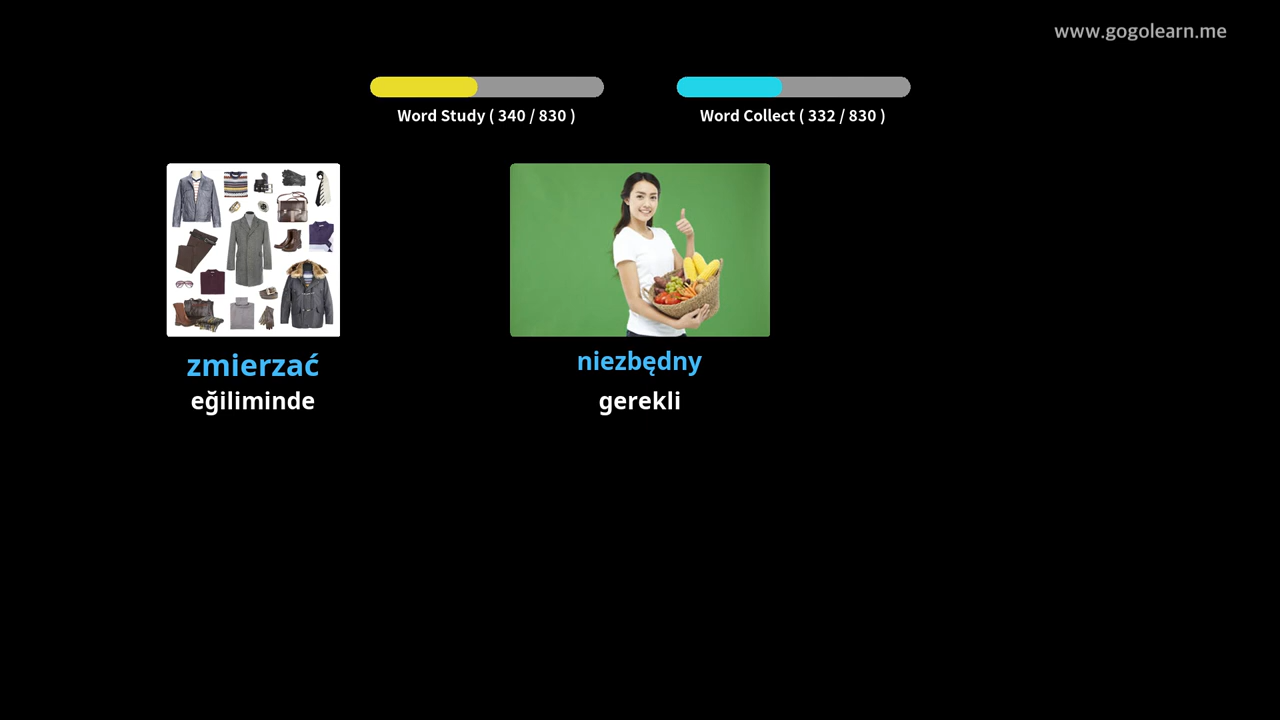 www.gogolearn.me
Word Study ( 340 / 830 )
Word Collect ( 332 / 830 )
zmierzać
eğiliminde
niezbędny
gerekli